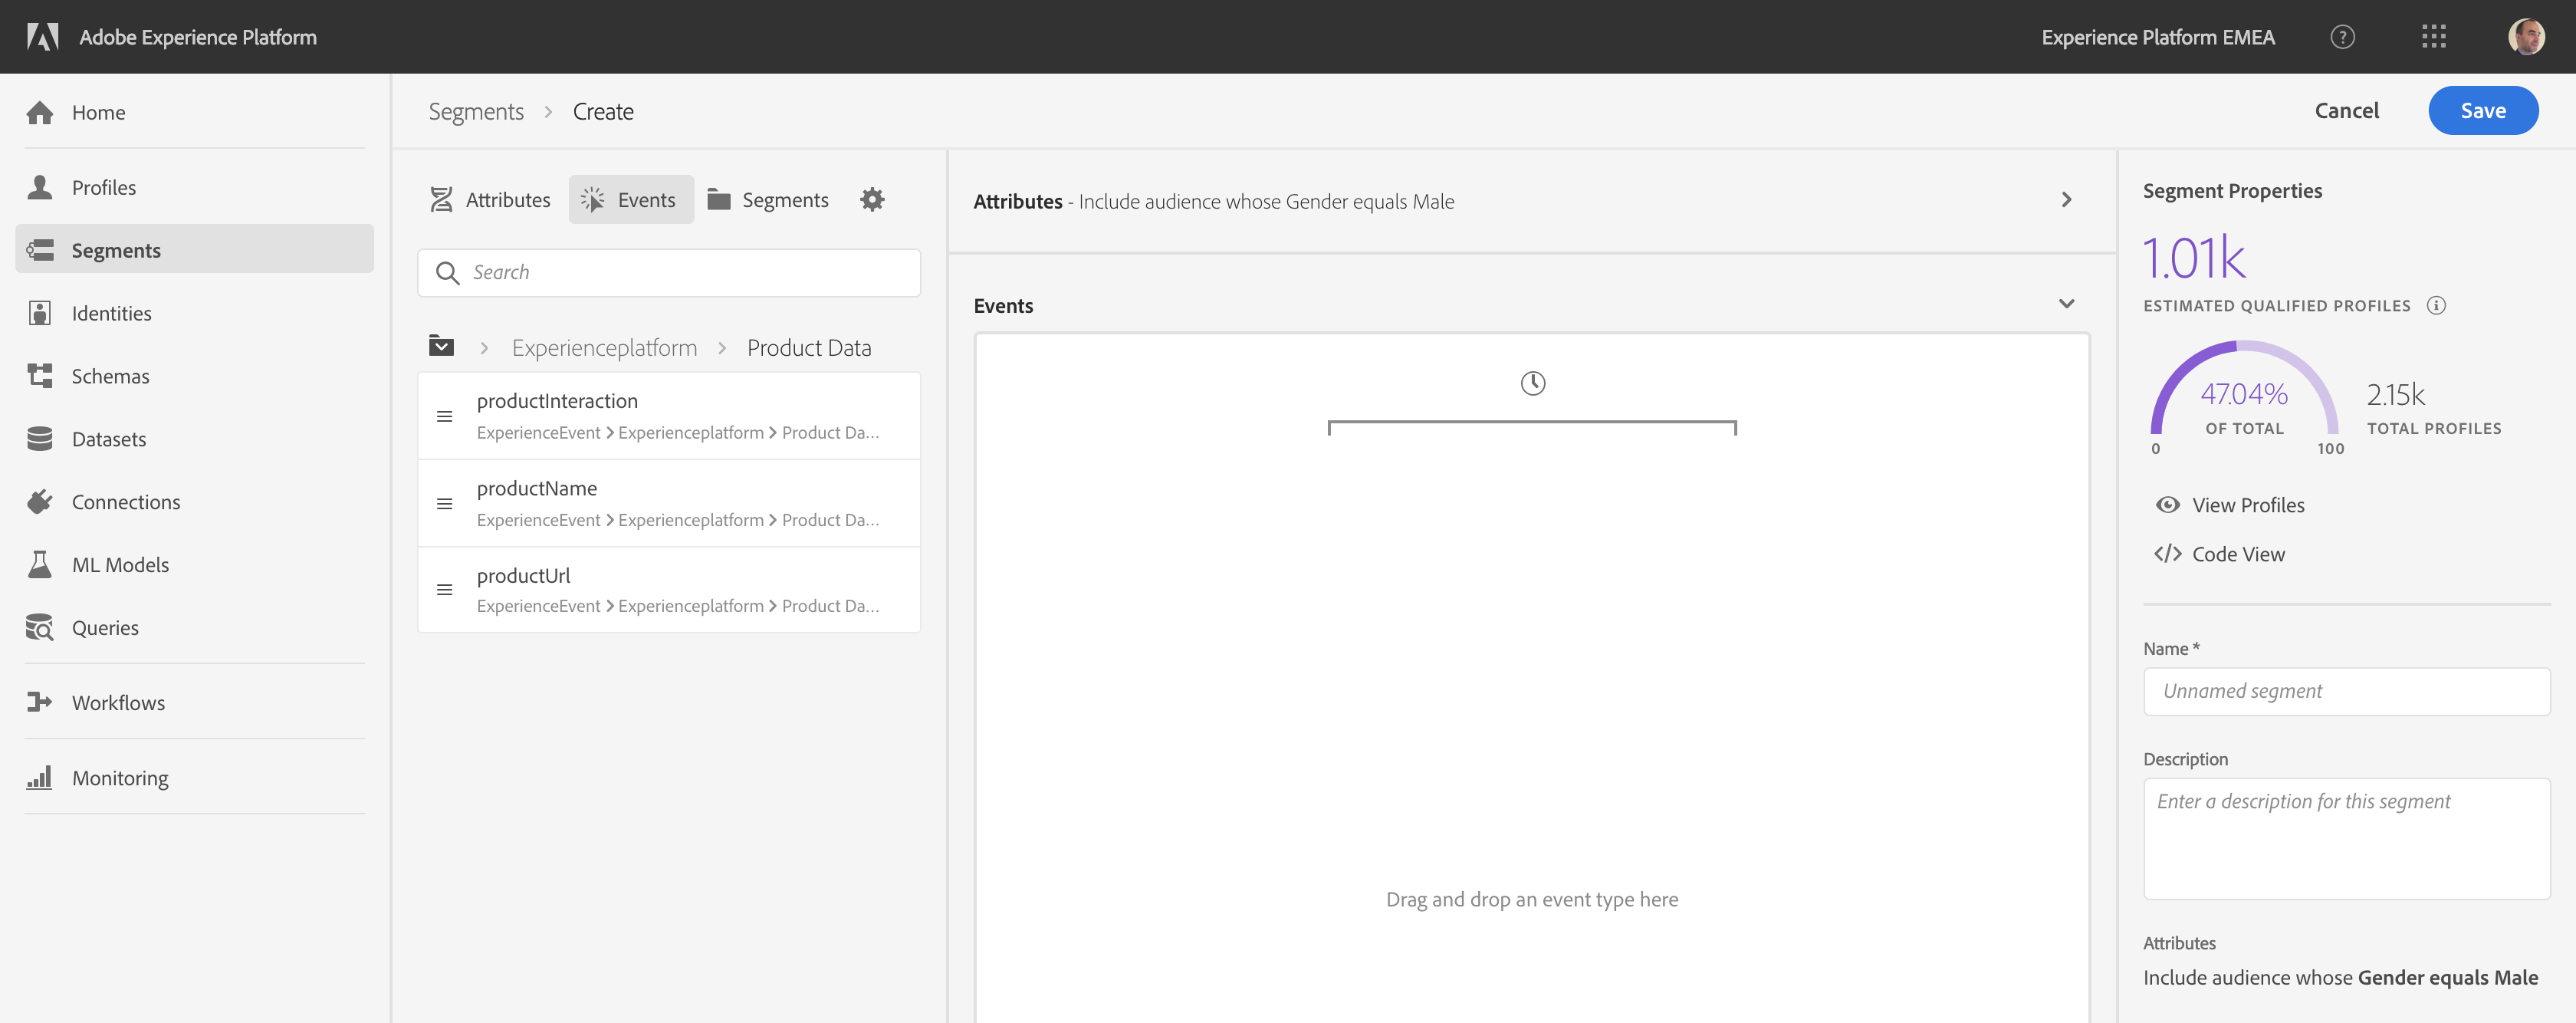 Adobe Experience Platform
Experience Platform EMEA
?
Home
Profiles
Segments
Identities
Schemas
Datasets
Connections
ML Models
Queries
Workflows
Monitoring
Segments > Create
Cancel
Save
Attributes
Events
Segments
Search
> Experienceplatform > Product Data
productInteraction
ExperienceEvent > Experienceplatform > Product Da...
productName
ExperienceEvent > Experienceplatform > Product Da...
productUrl
ExperienceEvent > Experienceplatform > Product Da...
Attributes - Include audience whose Gender equals Male
Events
Drag and drop an event type here
Segment Properties
1.01k
ESTIMATED QUALIFIED PROFILES
47.04%
OF TOTAL
0
100
2.15k
TOTAL PROFILES
View Profiles
</> Code View
Name *
Unnamed segment
Description
Enter a description for this segment
Attributes
Include audience whose Gender equals Male